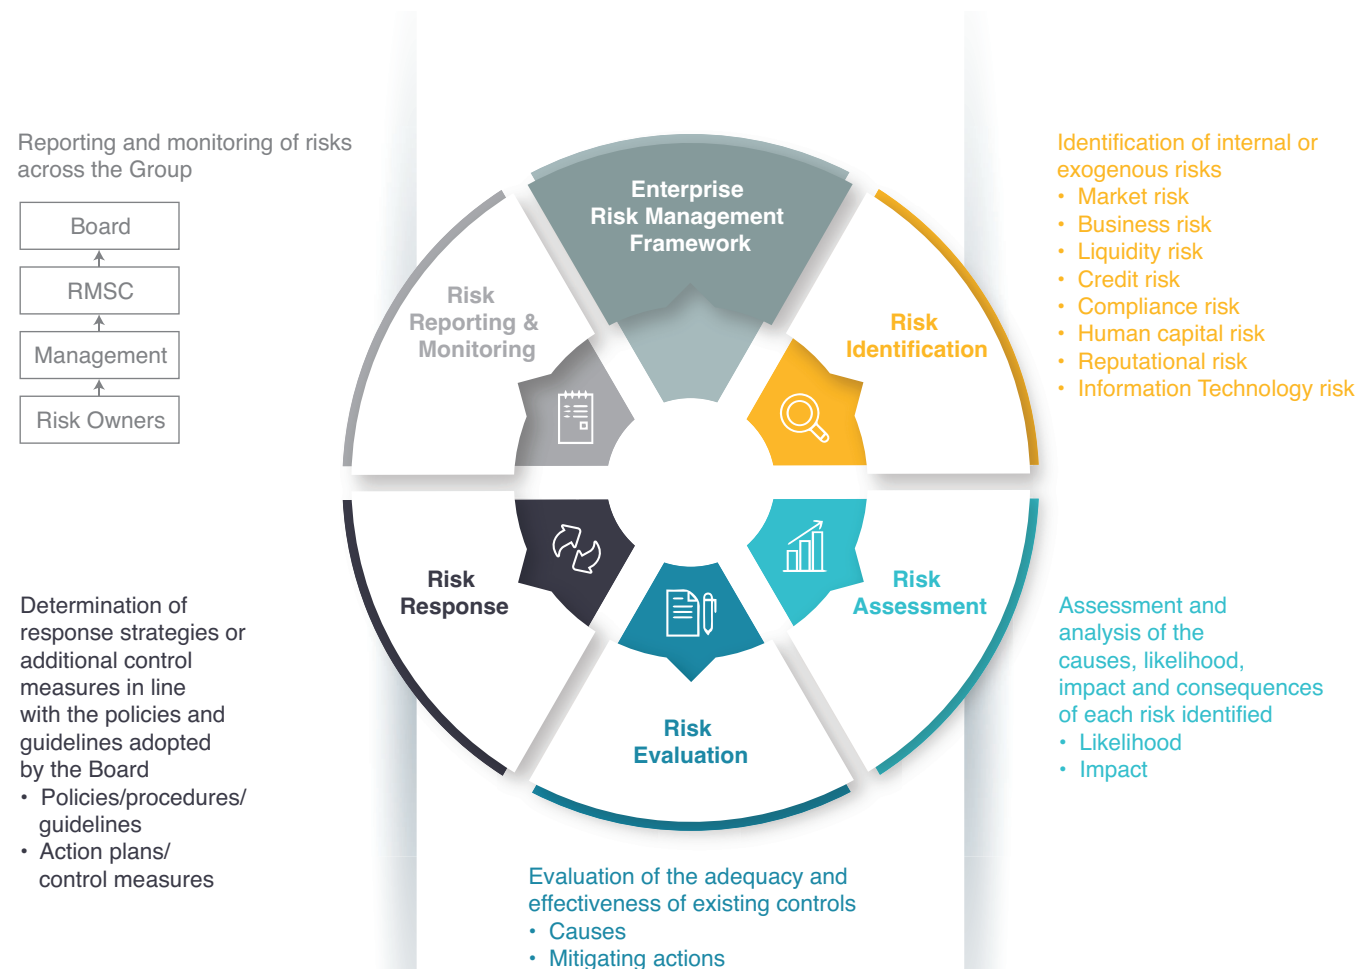 Reporting and monitoring of risks
across the Group
Board
RMSC
Management
Risk Owners
Enterprise
Risk Management
Framework
Risk
Reporting &
Monitoring
Risk
Identification
Identification of internal or
exogenous risks
• Market risk
• Business risk
• Liquidity risk
• Credit risk
• Compliance risk
• Human capital risk
• Reputational risk
• Information Technology risk
Risk
Response
Risk
Assessment
Risk
Evaluation
Determination of
response strategies or
additional control
measures in line
with the policies and
guidelines adopted
by the Board
• Policies/procedures/
guidelines
• Action plans/
control measures
Assessment and
analysis of the
causes, likelihood,
impact and consequences
of each risk identified
• Likelihood
• Impact
Evaluation of the adequacy and
effectiveness of existing controls
• Causes
• Mitigating actions